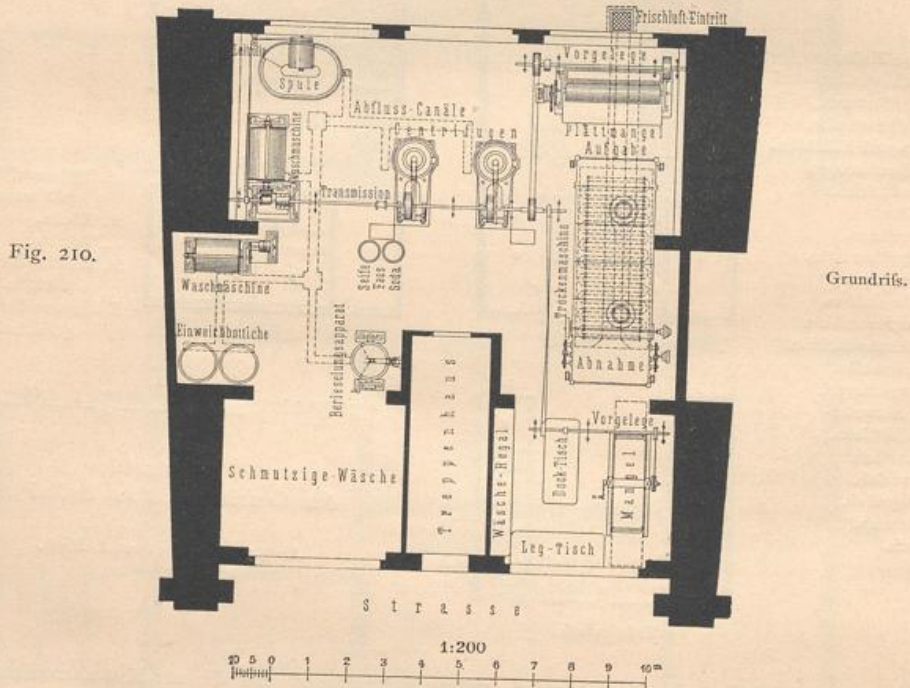 Frischluft-Eintritt
Vorgelege
Spüle
Abfluss-Canäle
Centrifugen
Plättmangel
Aufgabe
Waschmaschine
Transmission
Fig. 210.
Trockenmaschine
Seife
Fass
Soda
Grundriſs.
Waschmaschine
Einweichbottiche
Berieselungsapparat
Abnahme
Treppenhaus
Vorgelege
Schmutzige-Wäsche
Wäsche-Regal
Dock-Tisch
Mangel
Leg-Tisch
Strasse
1:200
10 5 0 1 2 3 4 5 6 7 8 9 10 m